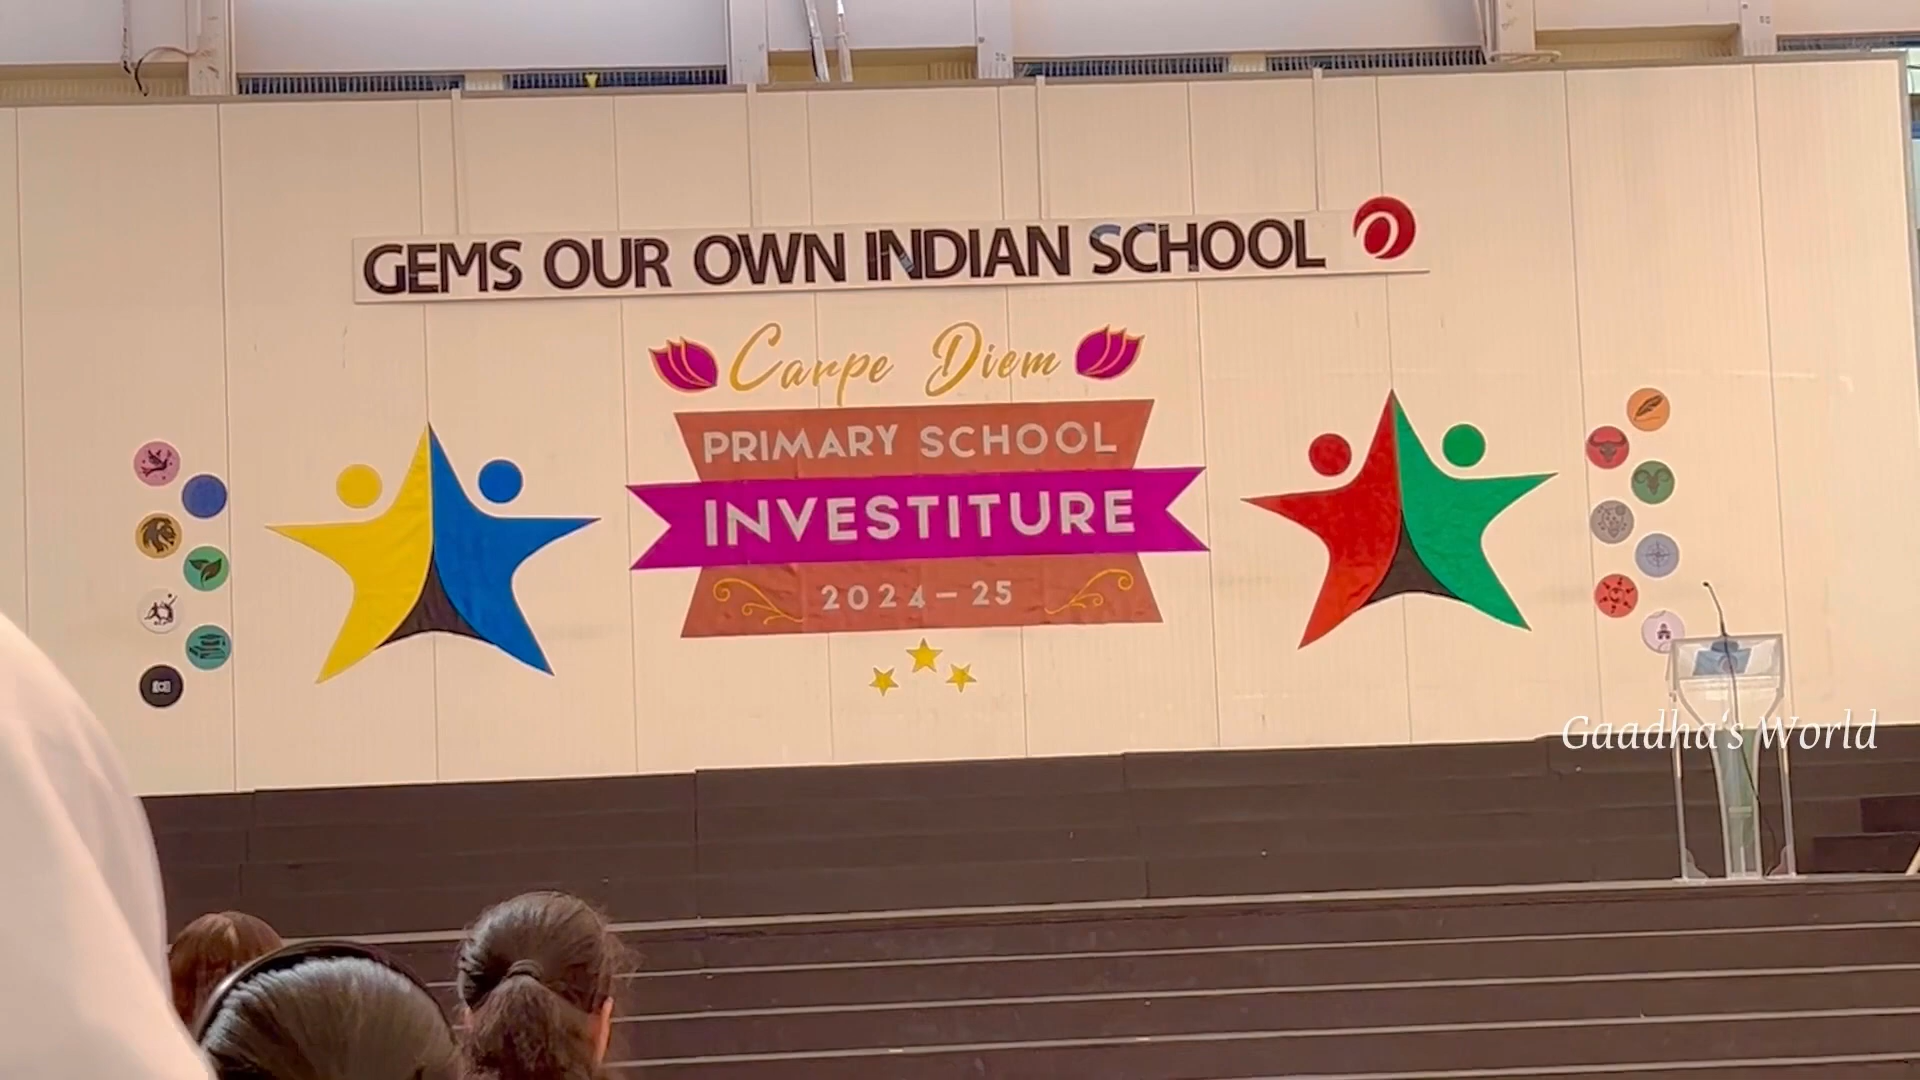 GEMS OUR OWN INDIAN SCHOOL
Carpe Diem
PRIMARY SCHOOL
INVESTITURE
2024-25
Gaadha's World